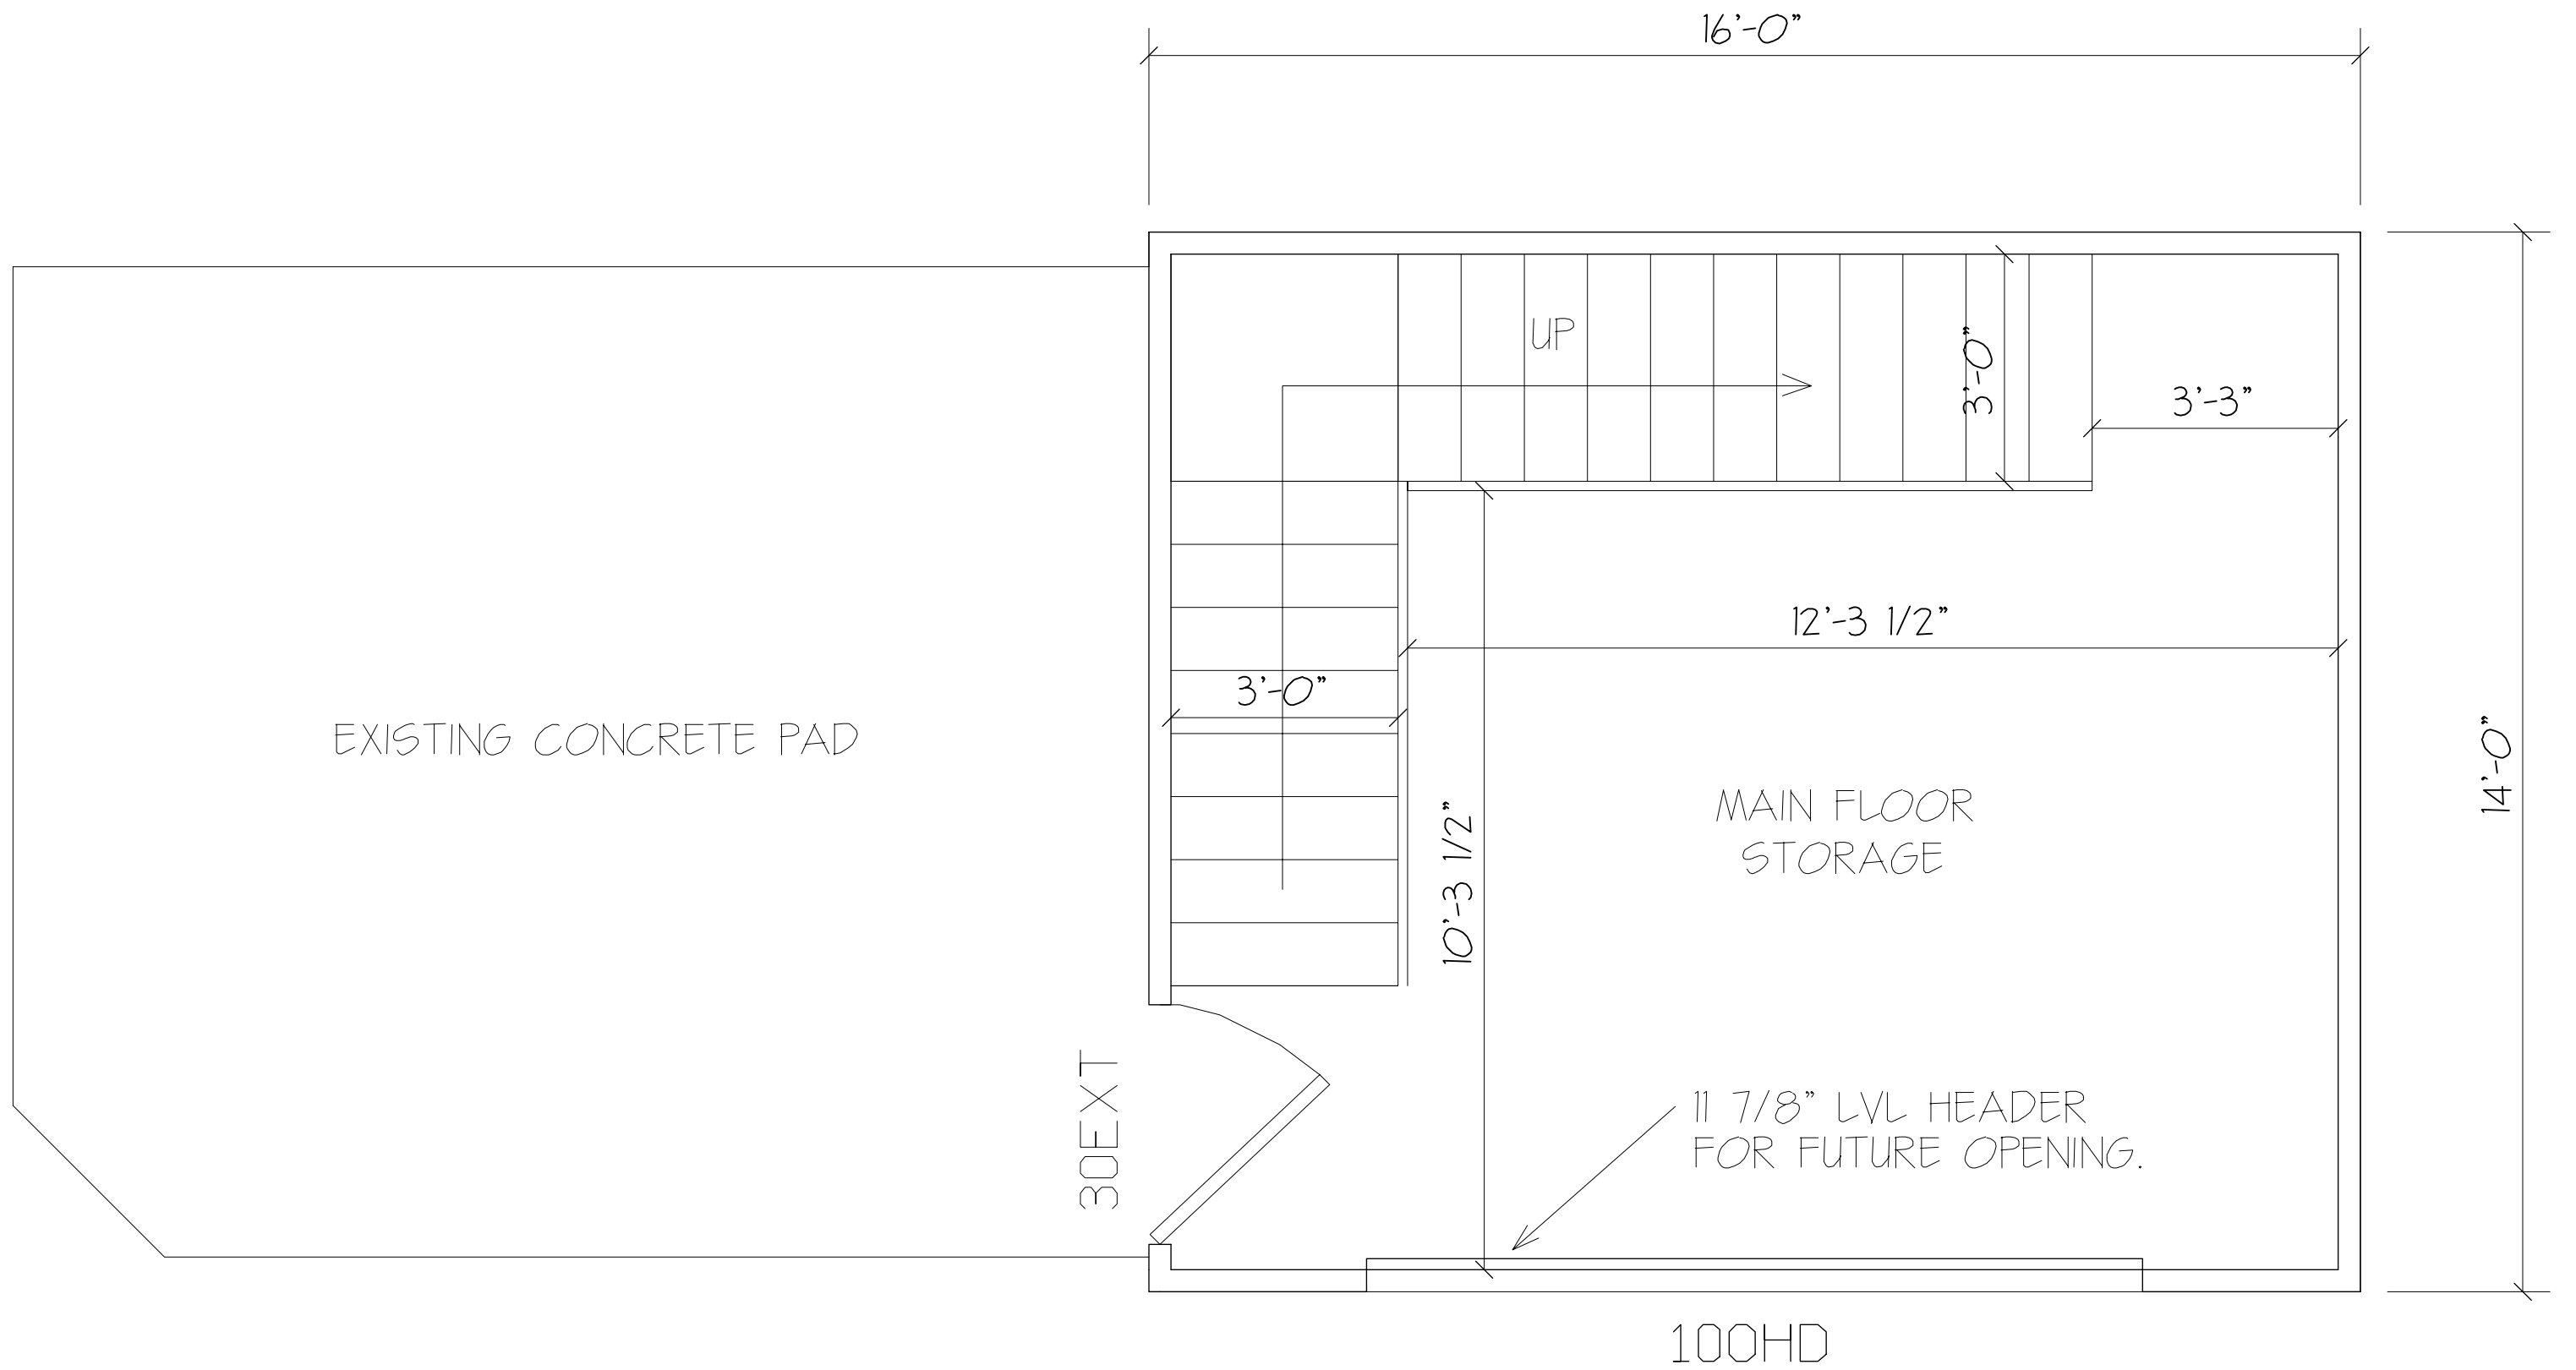 16'-0"
UP
3'-0"
3'-3"
12'-3 1/2"
3'-0"
EXISTING CONCRETE PAD
MAIN FLOOR
STORAGE
10'-3 1/2"
14'-0"
30EXT
11 7/8" LVL HEADER
FOR FUTURE OPENING.
100HD